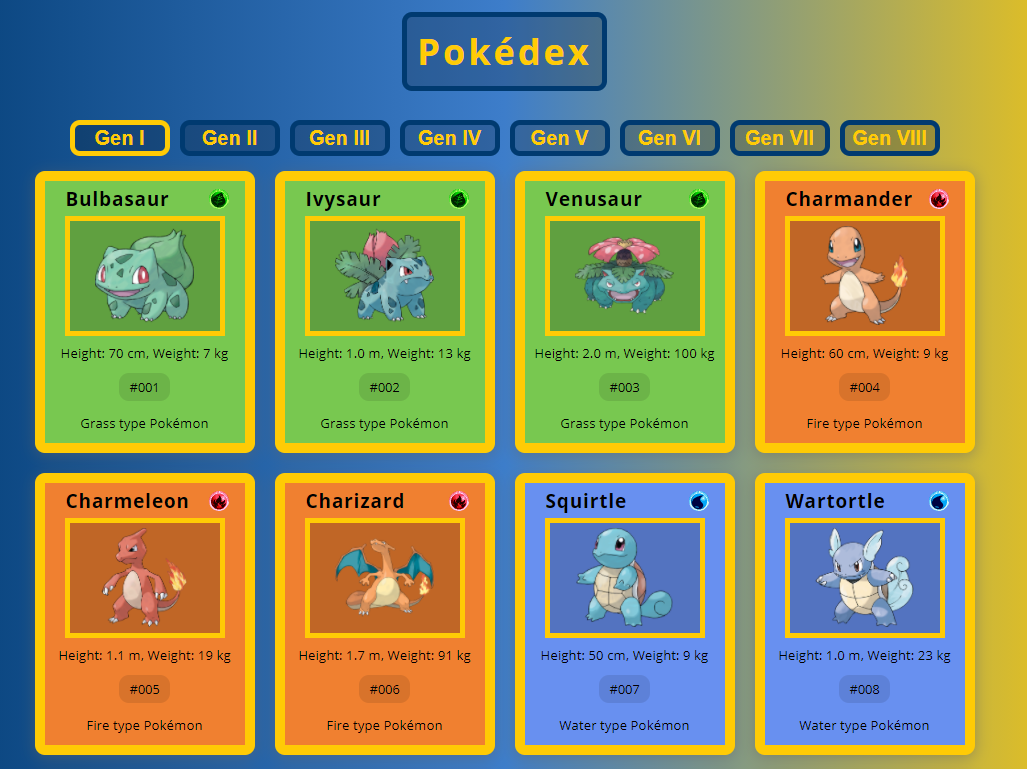 Pokédex
Gen I Gen II Gen III Gen IV Gen V Gen VI Gen VII Gen VIII
Bulbasaur
Height: 70 cm, Weight: 7 kg
#001
Grass type Pokémon
Ivysaur
Height: 1.0 m, Weight: 13 kg
#002
Grass type Pokémon
Venusaur
Height: 2.0 m, Weight: 100 kg
#003
Grass type Pokémon
Charmander
Height: 60 cm, Weight: 9 kg
#004
Fire type Pokémon
Charmeleon
Height: 1.1 m, Weight: 19 kg
#005
Fire type Pokémon
Charizard
Height: 1.7 m, Weight: 91 kg
#006
Fire type Pokémon
Squirtle
Height: 50 cm, Weight: 9 kg
#007
Water type Pokémon
Wartortle
Height: 1.0 m, Weight: 23 kg
#008
Water type Pokémon